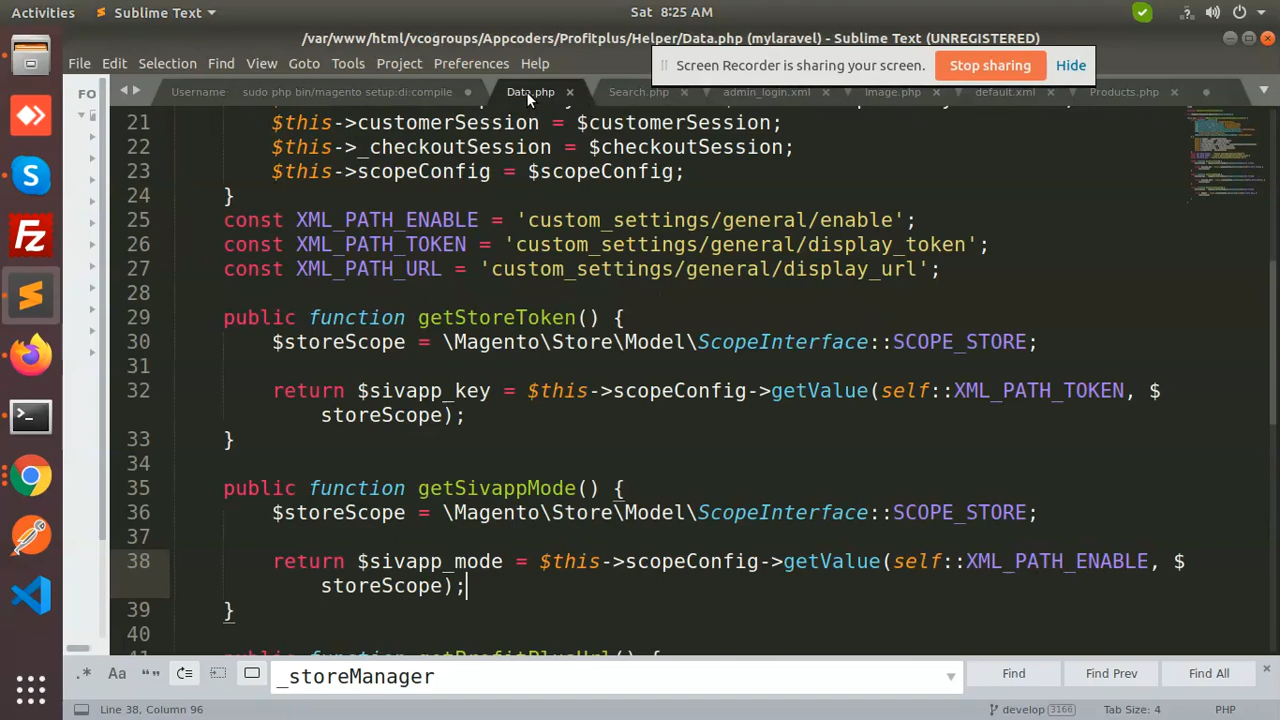 Activities
Sublime Text
Sat 8:25 AM
/var/www/html/vcogroups/Appcoders/Profitplus/Helper/Data.php (mylaravel) - Sublime Text (UNREGISTERED)
File Edit Selection Find View Goto Tools Project Preferences Help
Screen Recorder is sharing your screen. Stop sharing Hide
FO
Username
sudo php bin/magento setup:di:compile
Data.php
Search.php
admin_login.xml
Image.php
default.xml
Products.php
21 $this->customerSession = $customerSession;
22 $this->_checkoutSession = $checkoutSession;
23 $this->scopeConfig = $scopeConfig;
24 }
25 const XML_PATH_ENABLE = 'custom_settings/general/enable';
26 const XML_PATH_TOKEN = 'custom_settings/general/display_token';
27 const XML_PATH_URL = 'custom_settings/general/display_url';
28
29 public function getStoreToken() {
30 $storeScope = \Magento\Store\Model\ScopeInterface::SCOPE_STORE;
31
32 return $sivapp_key = $this->scopeConfig->getValue(self::XML_PATH_TOKEN, $
storeScope);
33 }
34
35 public function getSivappMode() {
36 $storeScope = \Magento\Store\Model\ScopeInterface::SCOPE_STORE;
37
38 return $sivapp_mode = $this->scopeConfig->getValue(self::XML_PATH_ENABLE, $
storeScope);
39 }
40
41 public function getProfitPlusUrl() {
.* Aa “” _storeManager Find Find Prev Find All
Line 38, Column 96 develop 3166 Tab Size: 4 PHP